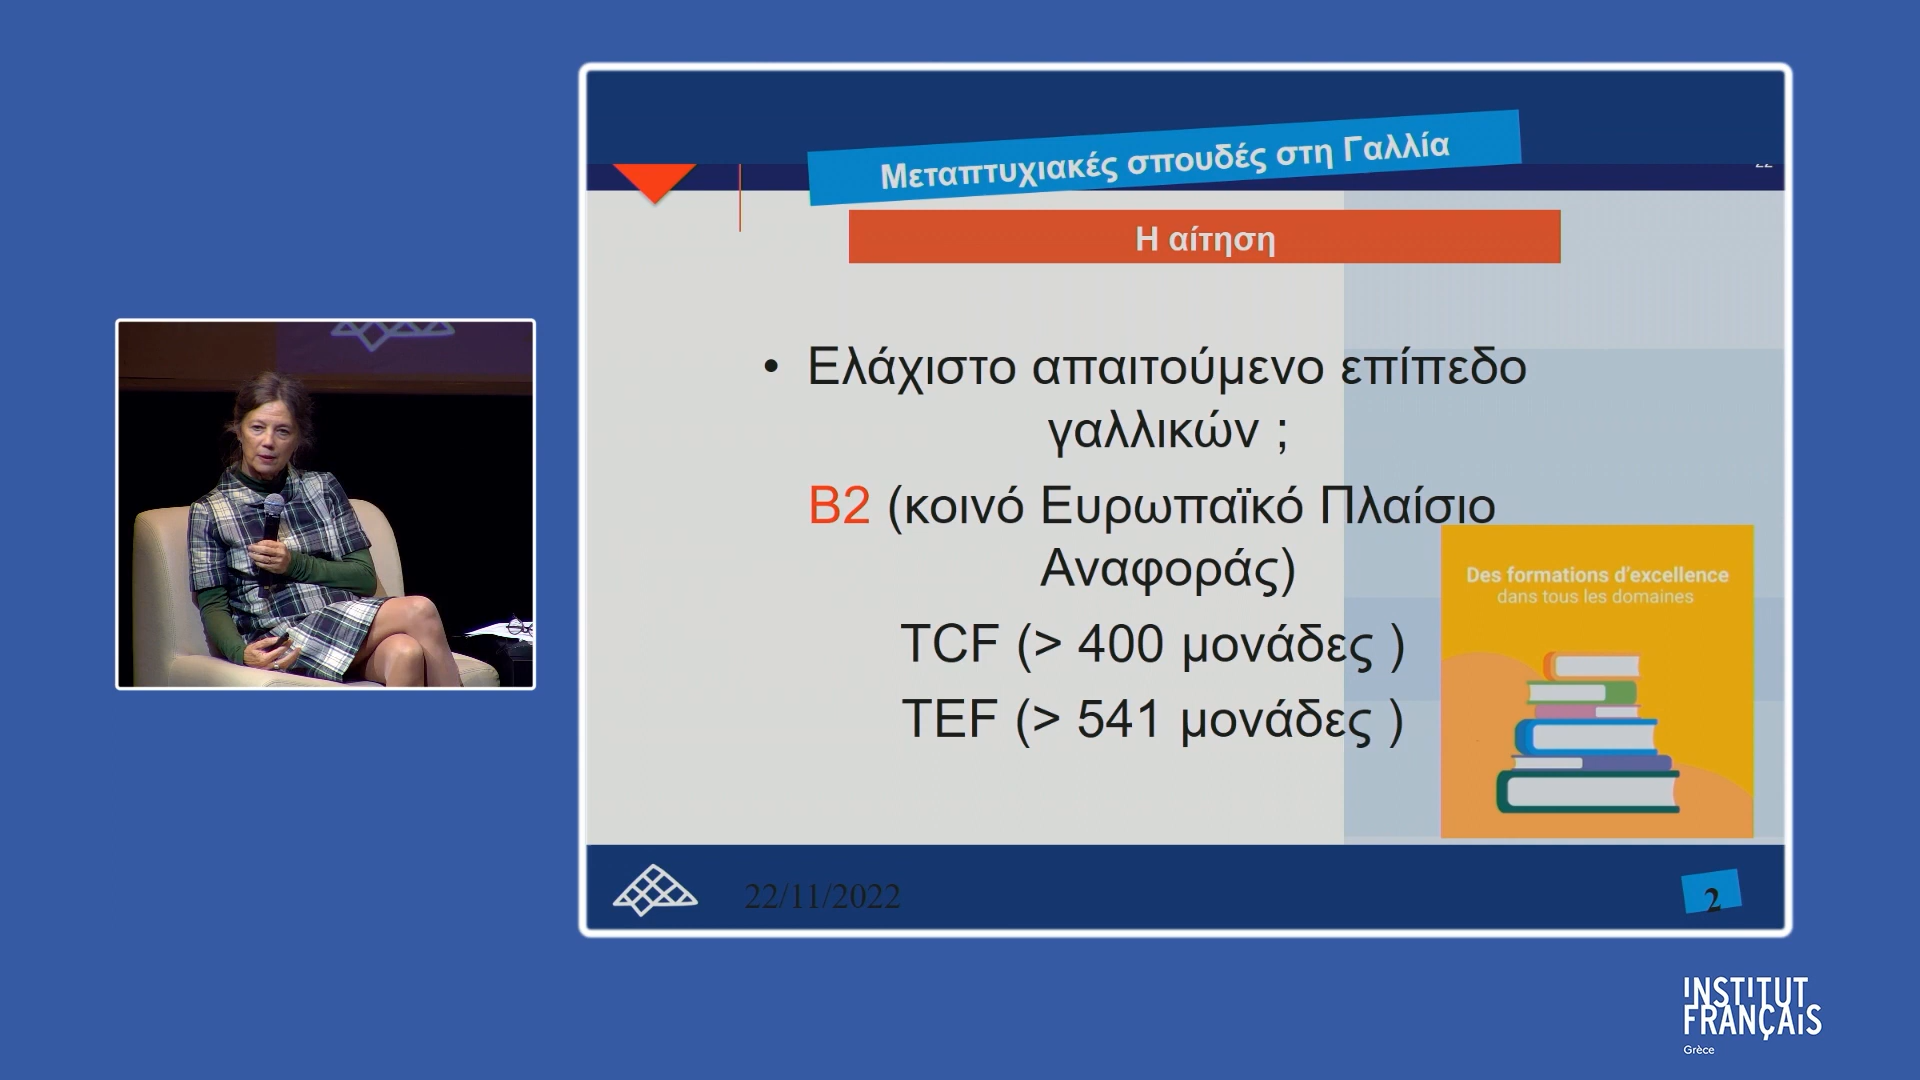 Μεταπτυχιακές σπουδές στη Γαλλία
22
Η αίτηση
• Ελάχιστο απαιτούμενο επίπεδο
γαλλικών ;
B2 (κοινό Ευρωπαϊκό Πλαίσιο
Αναφοράς)
TCF (> 400 μονάδες )
TEF (> 541 μονάδες )
Des formations d’excellence
dans tous les domaines
22/11/2022
2
INSTITUT
FRANÇAIS
Grèce